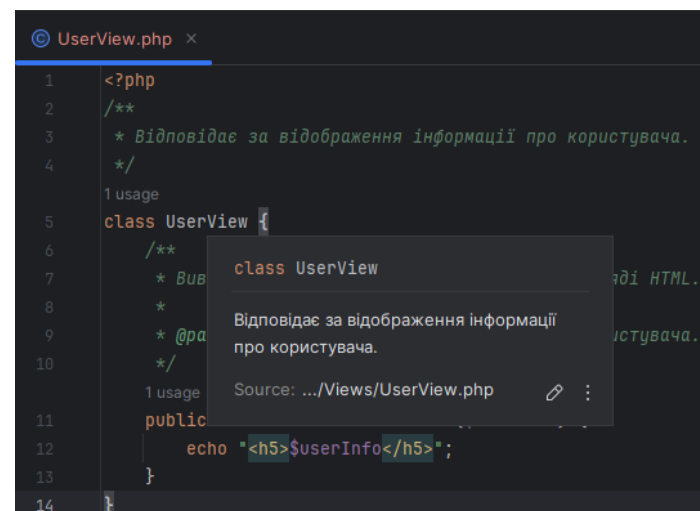 UserView.php ×
1 <?php
2 /**
3 * Відповідає за відображення інформації про користувача.
4 */
1 usage
5 class UserView {
6 /**
7 * Вив ді HTML.
8 *
9 * @pa истувача.
10 */
1 usage
11 public
12 echo "<h5>$userInfo</h5>";
13 }
14 }
class UserView
Відповідає за відображення інформації
про користувача.
Source: .../Views/UserView.php